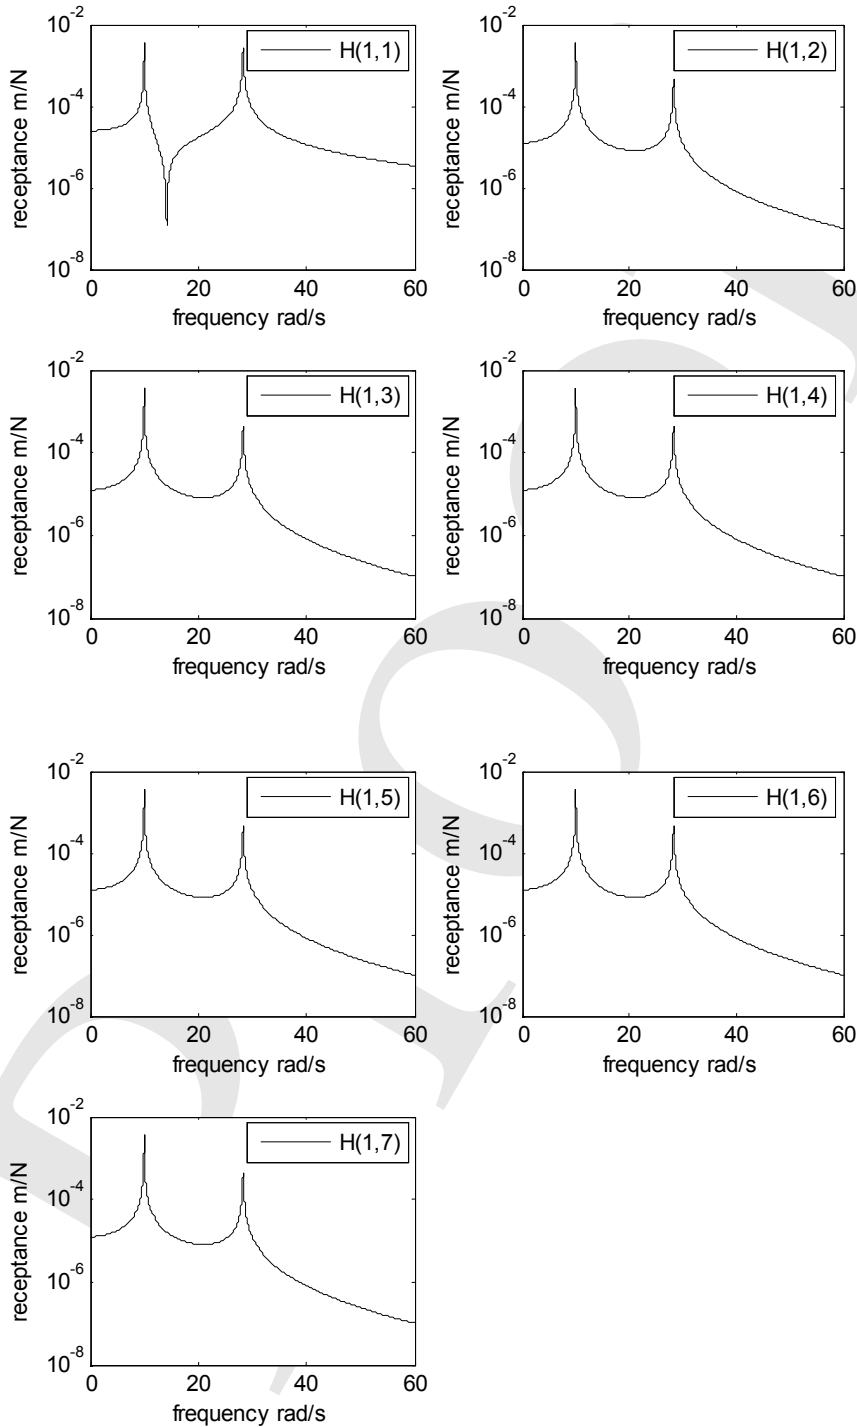 10-2
10-4
10-6
10-8
receptance m/N
H(1,1)
0 20 40 60
frequency rad/s
10-2
10-4
10-6
10-8
receptance m/N
H(1,2)
0 20 40 60
frequency rad/s
10-2
10-4
10-6
10-8
receptance m/N
H(1,3)
0 20 40 60
frequency rad/s
10-2
10-4
10-6
10-8
receptance m/N
H(1,4)
0 20 40 60
frequency rad/s
10-2
10-4
10-6
10-8
receptance m/N
H(1,5)
0 20 40 60
frequency rad/s
10-2
10-4
10-6
10-8
receptance m/N
H(1,6)
0 20 40 60
frequency rad/s
10-2
10-4
10-6
10-8
receptance m/N
H(1,7)
0 20 40 60
frequency rad/s